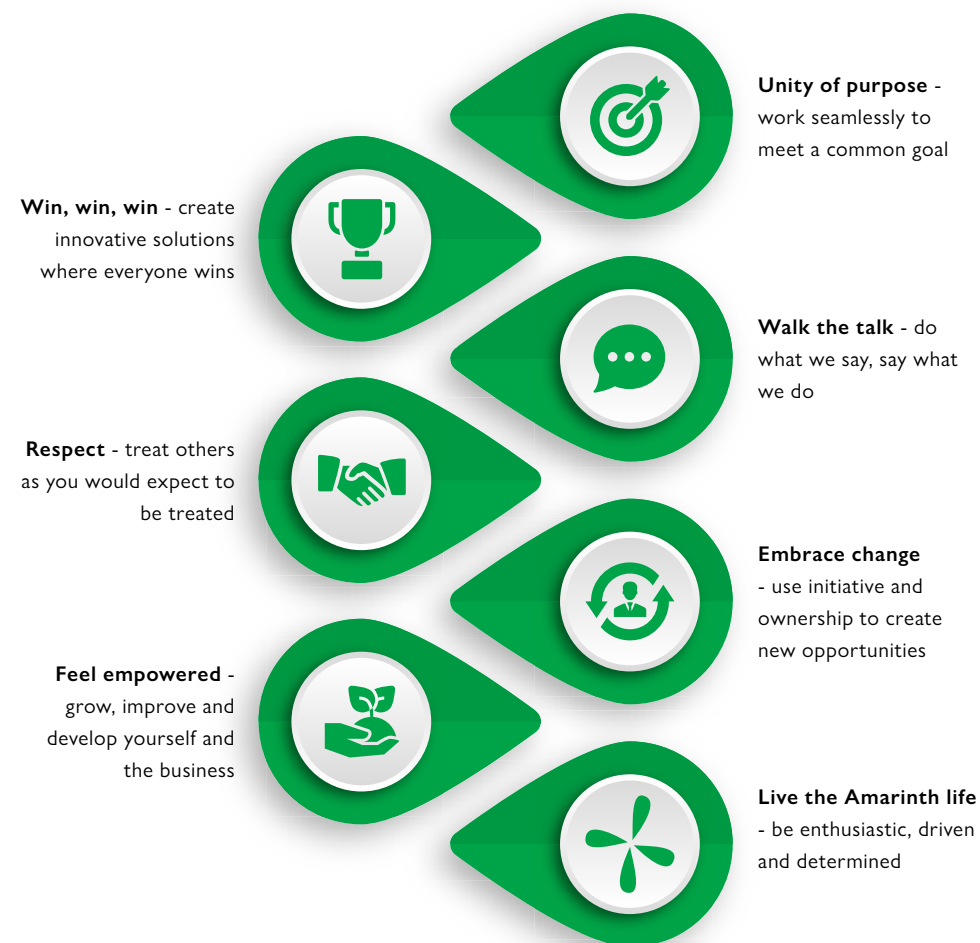 Unity of purpose -
work seamlessly to
meet a common goal
Win, win, win - create
innovative solutions
where everyone wins
Walk the talk - do
what we say, say what
we do
Respect - treat others
as you would expect to
be treated
Embrace change
- use initiative and
ownership to create
new opportunities
Feel empowered -
grow, improve and
develop yourself and
the business
Live the Amarinth life
- be enthusiastic, driven
and determined